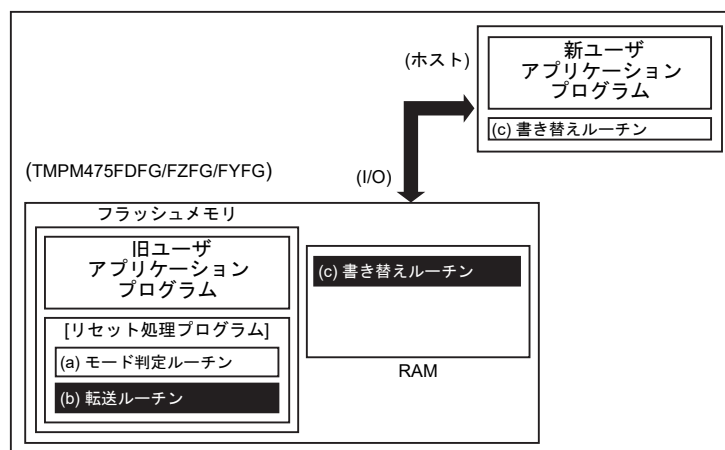 (ホスト)
新ユーザ
アプリケーション
プログラム
(c) 書き替えルーチン
(TMPM475FDFG/FZFG/FYFG)
(I/O)
フラッシュメモリ
旧ユーザ
アプリケーション
プログラム
[リセット処理プログラム]
(a) モード判定ルーチン
(b) 転送ルーチン
(c) 書き替えルーチン
RAM